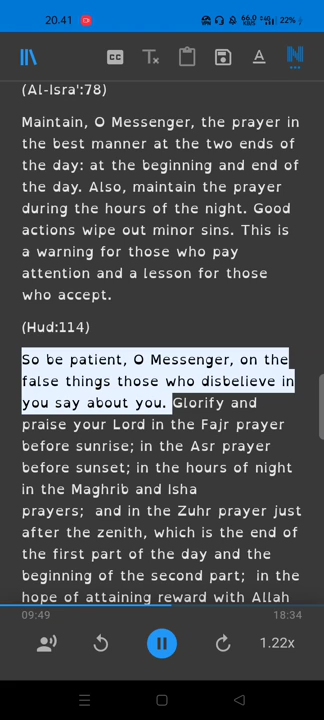 20.41
66.0 KB/S
22%
CC
A
N
(Al-Isra':78)
Maintain, O Messenger, the prayer in
the best manner at the two ends of
the day: at the beginning and end of
the day. Also, maintain the prayer
during the hours of the night. Good
actions wipe out minor sins. This is
a warning for those who pay
attention and a lesson for those
who accept.
(Hud:114)
So be patient, O Messenger, on the
false things those who disbelieve in
you say about you. Glorify and
praise your Lord in the Fajr prayer
before sunrise; in the Asr prayer
before sunset; in the hours of night
in the Maghrib and Isha
prayers;  and in the Zuhr prayer just
after the zenith, which is the end of
the first part of the day and the
beginning of the second part;  in the
hope of attaining reward with Allah
09:49
18:34
1.22x